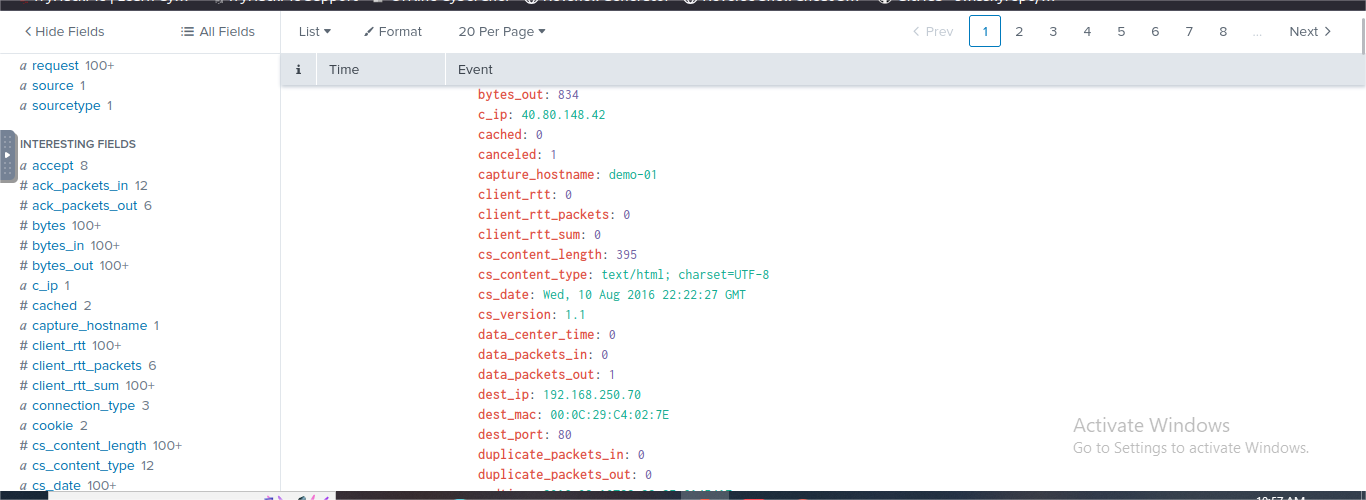 Hide Fields
All Fields
List
Format
20 Per Page
Prev
1
2
3
4
5
6
7
8
...
Next
i
Time
Event
a request 100+
a source 1
a sourcetype 1
INTERESTING FIELDS
a accept 8
# ack_packets_in 12
# ack_packets_out 6
# bytes 100+
# bytes_in 100+
# bytes_out 100+
a c_ip 1
# cached 2
a capture_hostname 1
# client_rtt 100+
# client_rtt_packets 6
# client_rtt_sum 100+
a connection_type 3
a cookie 2
# cs_content_length 100+
a cs_content_type 12
a cs_date 100+
bytes_out: 834
c_ip: 40.80.148.42
cached: 0
canceled: 1
capture_hostname: demo-01
client_rtt: 0
client_rtt_packets: 0
client_rtt_sum: 0
cs_content_length: 395
cs_content_type: text/html; charset=UTF-8
cs_date: Wed, 10 Aug 2016 22:22:27 GMT
cs_version: 1.1
data_center_time: 0
data_packets_in: 0
data_packets_out: 1
dest_ip: 192.168.250.70
dest_mac: 00:0C:29:C4:02:7E
dest_port: 80
duplicate_packets_in: 0
duplicate_packets_out: 0
Activate Windows
Go to Settings to activate Windows.